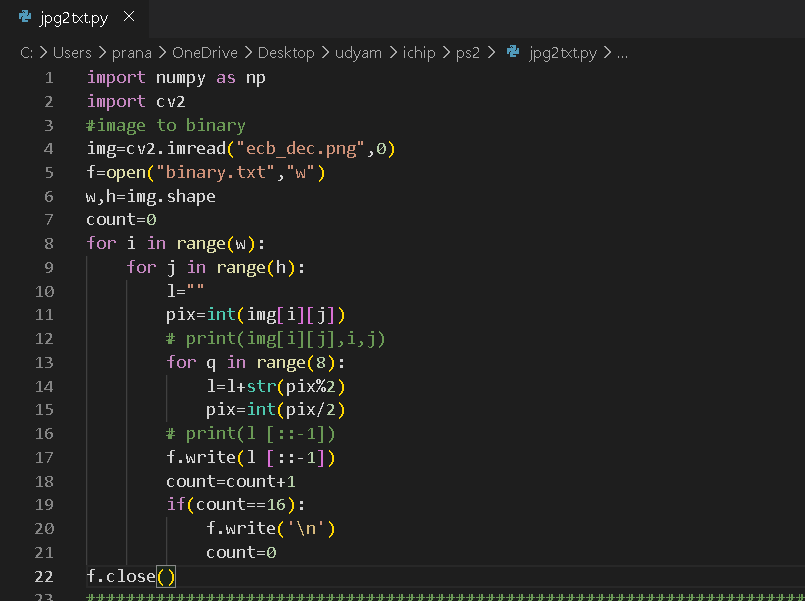 jpg2txt.py ×
C: > Users > prana > OneDrive > Desktop > udyam > ichip > ps2 > jpg2txt.py > ...
1 import numpy as np
2 import cv2
3 #image to binary
4 img=cv2.imread("ecb_dec.png",0)
5 f=open("binary.txt","w")
6 w,h=img.shape
7 count=0
8 for i in range(w):
9     for j in range(h):
10         l=""
11         pix=int(img[i][j])
12         # print(img[i][j],i,j)
13         for q in range(8):
14             l=l+str(pix%2)
15             pix=int(pix/2)
16         # print(l [::-1])
17         f.write(l [::-1])
18         count=count+1
19         if(count==16):
20             f.write('\n')
21             count=0
22 f.close()
23 ########################################################################